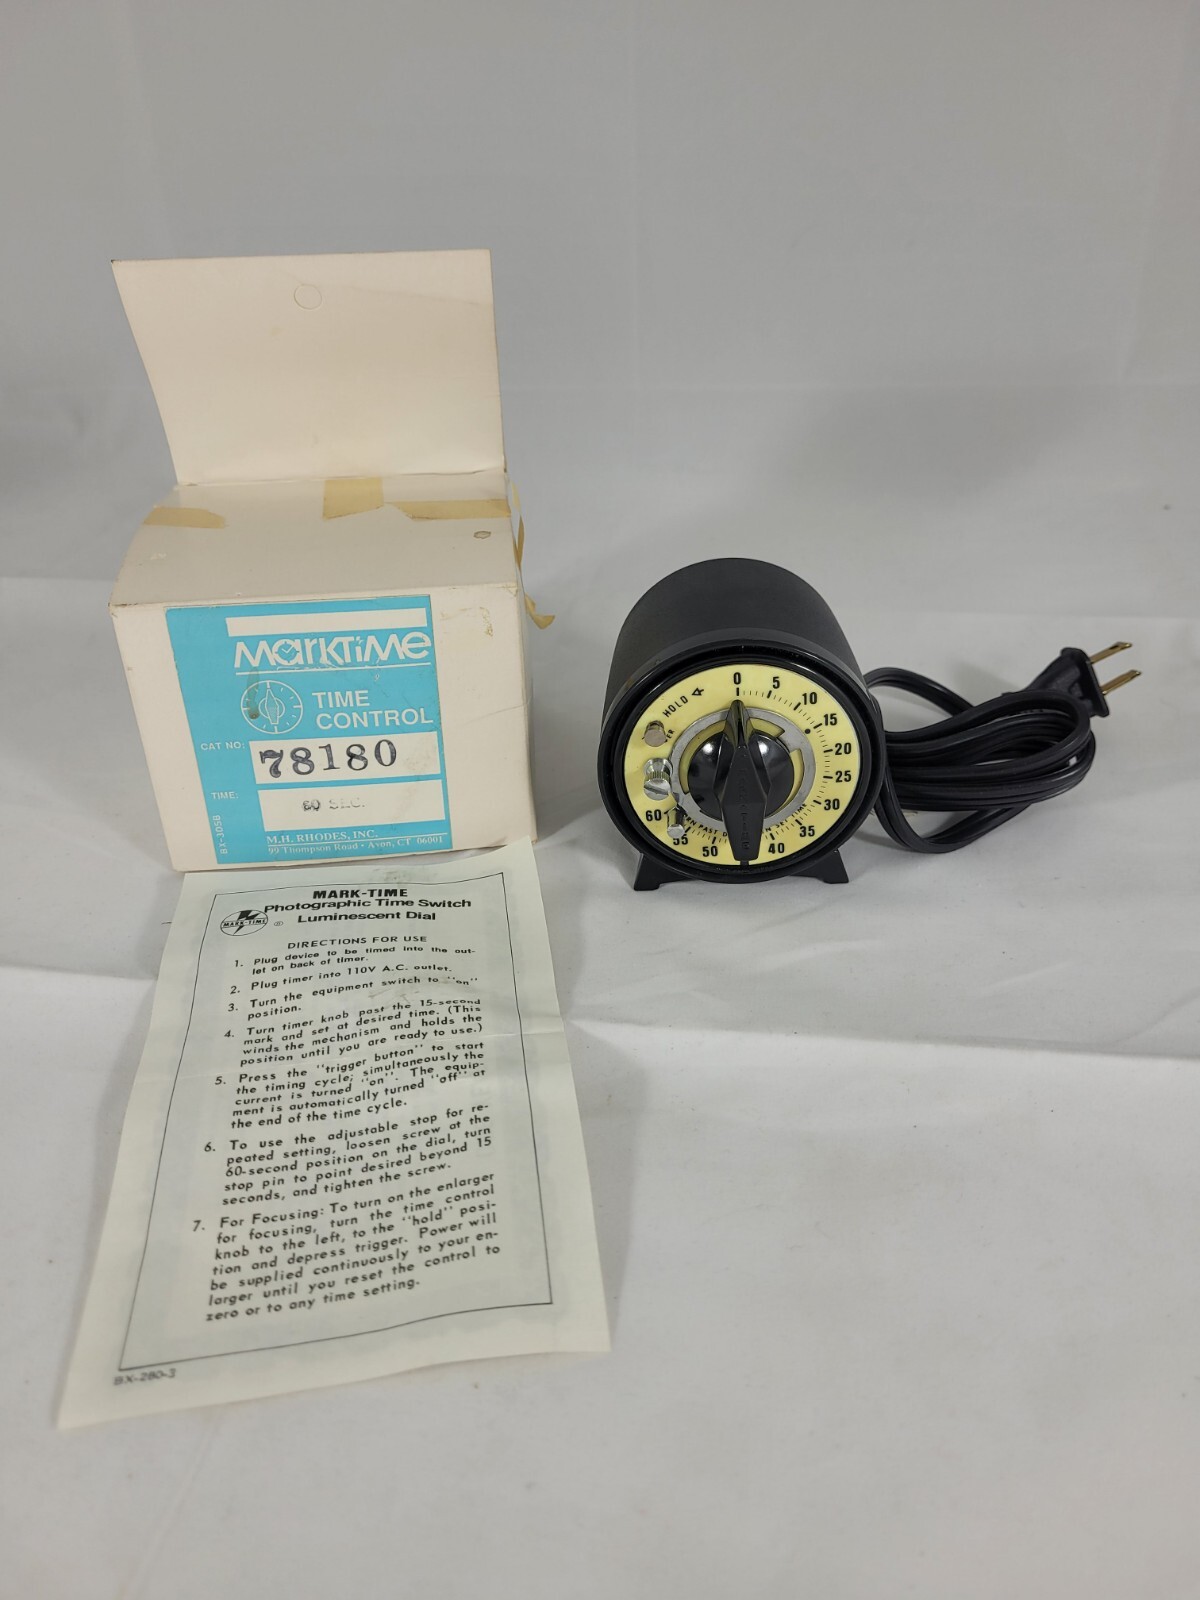 MARKTIME
TIME
CONTROL
CAT NO:
78180
TIME:
60 SEC.
BX-305B
M.H. RHODES, INC.
99 Thompson Road • Avon, CT 06001
MARK-TIME
Photographic Time Switch
Luminescent Dial
MARK-TIME
®
DIRECTIONS FOR USE
1. Plug device to be timed into the out-
let on back of timer.
2. Plug timer into 110V A.C. outlet.
3. Turn the equipment switch to "on"
position.
4. Turn timer knob past the 15-second
mark and set at desired time. (This
winds the mechanism and holds the
position until you are ready to use.)
5. Press the "trigger button" to start
the timing cycle; simultaneously the
current is turned "on". The equip-
ment is automatically turned "off" at
the end of the time cycle.
6. To use the adjustable stop for re-
peated setting, loosen screw at the
60-second position on the dial, turn
stop pin to point desired beyond 15
seconds, and tighten the screw.
7. For Focusing: To turn on the enlarger
for focusing, turn the time control
knob to the left, to the "hold" posi-
tion and depress trigger. Power will
be supplied continuously to your en-
larger until you reset the control to
zero or to any time setting.
BX-280-3
HOLD
0
5
10
15
20
25
30
35
40
50
55
60
PAST
SET